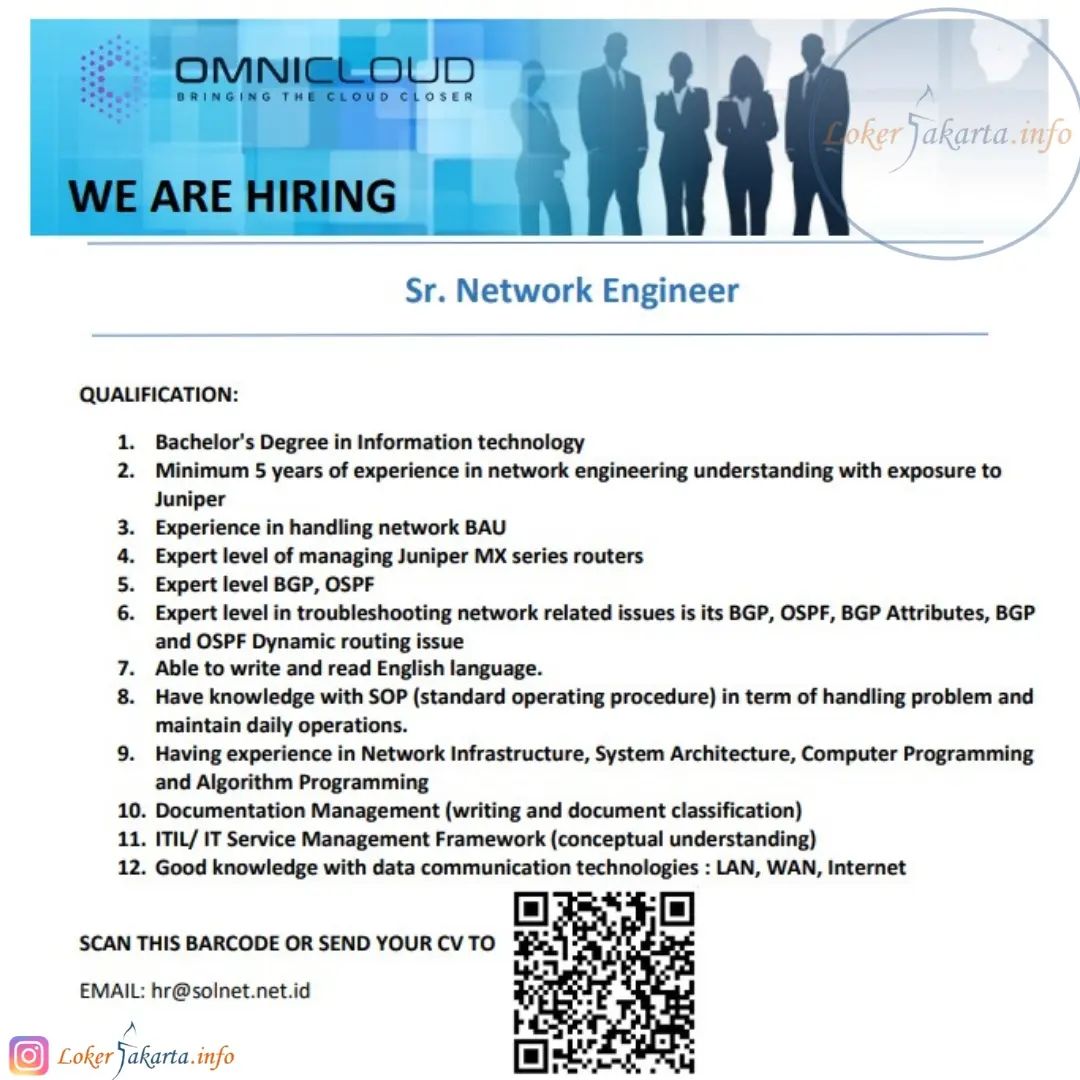 OMNICLOUD
BRINGING THE CLOUD CLOSER
LokerJakarta.info
WE ARE HIRING
Sr. Network Engineer
QUALIFICATION:
1. Bachelor's Degree in Information technology
2. Minimum 5 years of experience in network engineering understanding with exposure to
Juniper
3. Experience in handling network BAU
4. Expert level of managing Juniper MX series routers
5. Expert level BGP, OSPF
6. Expert level in troubleshooting network related issues is its BGP, OSPF, BGP Attributes, BGP
and OSPF Dynamic routing issue
7. Able to write and read English language.
8. Have knowledge with SOP (standard operating procedure) in term of handling problem and
maintain daily operations.
9. Having experience in Network Infrastructure, System Architecture, Computer Programming
and Algorithm Programming
10. Documentation Management (writing and document classification)
11. ITIL/ IT Service Management Framework (conceptual understanding)
12. Good knowledge with data communication technologies : LAN, WAN, Internet
SCAN THIS BARCODE OR SEND YOUR CV TO
EMAIL: hr@solnet.net.id
LokerJakarta.info